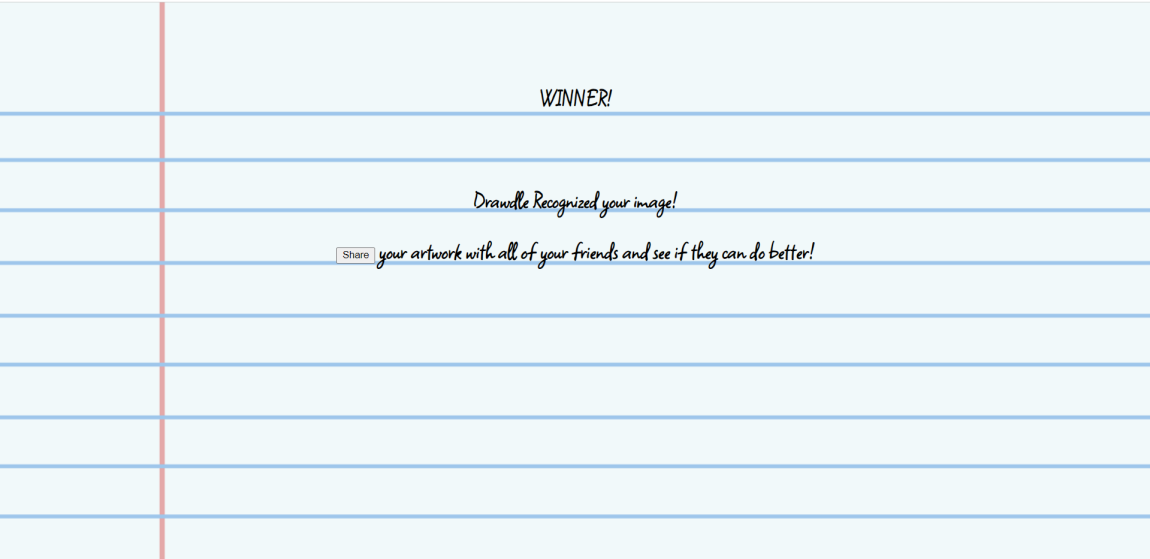 WINNER!
Drawdle Recognized your image!
Share your artwork with all of your friends and see if they can do better!